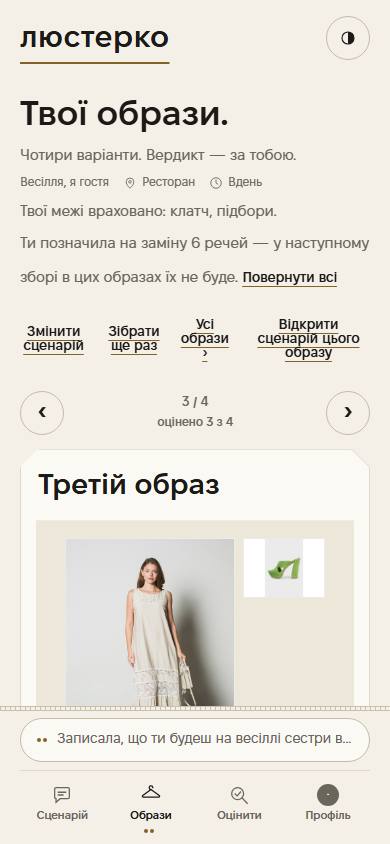 люстерко
Твої образи.
Чотири варіанти. Вердикт — за тобою.
Весілля, я гостя Ресторан Вдень
Твої межі враховано: клатч, підбори.
Ти позначила на заміну 6 речей — у наступному
зборі в цих образах їх не буде. Повернути всі
Змінити
сценарій
Зібрати
ще раз
Усі
образи
›
Відкрити
сценарій цього
образу
‹
3 / 4
оцінено 3 з 4
›
Третій образ
Записала, що ти будеш на весіллі сестри в...
Сценарій
Образи
Оцінити
Профіль